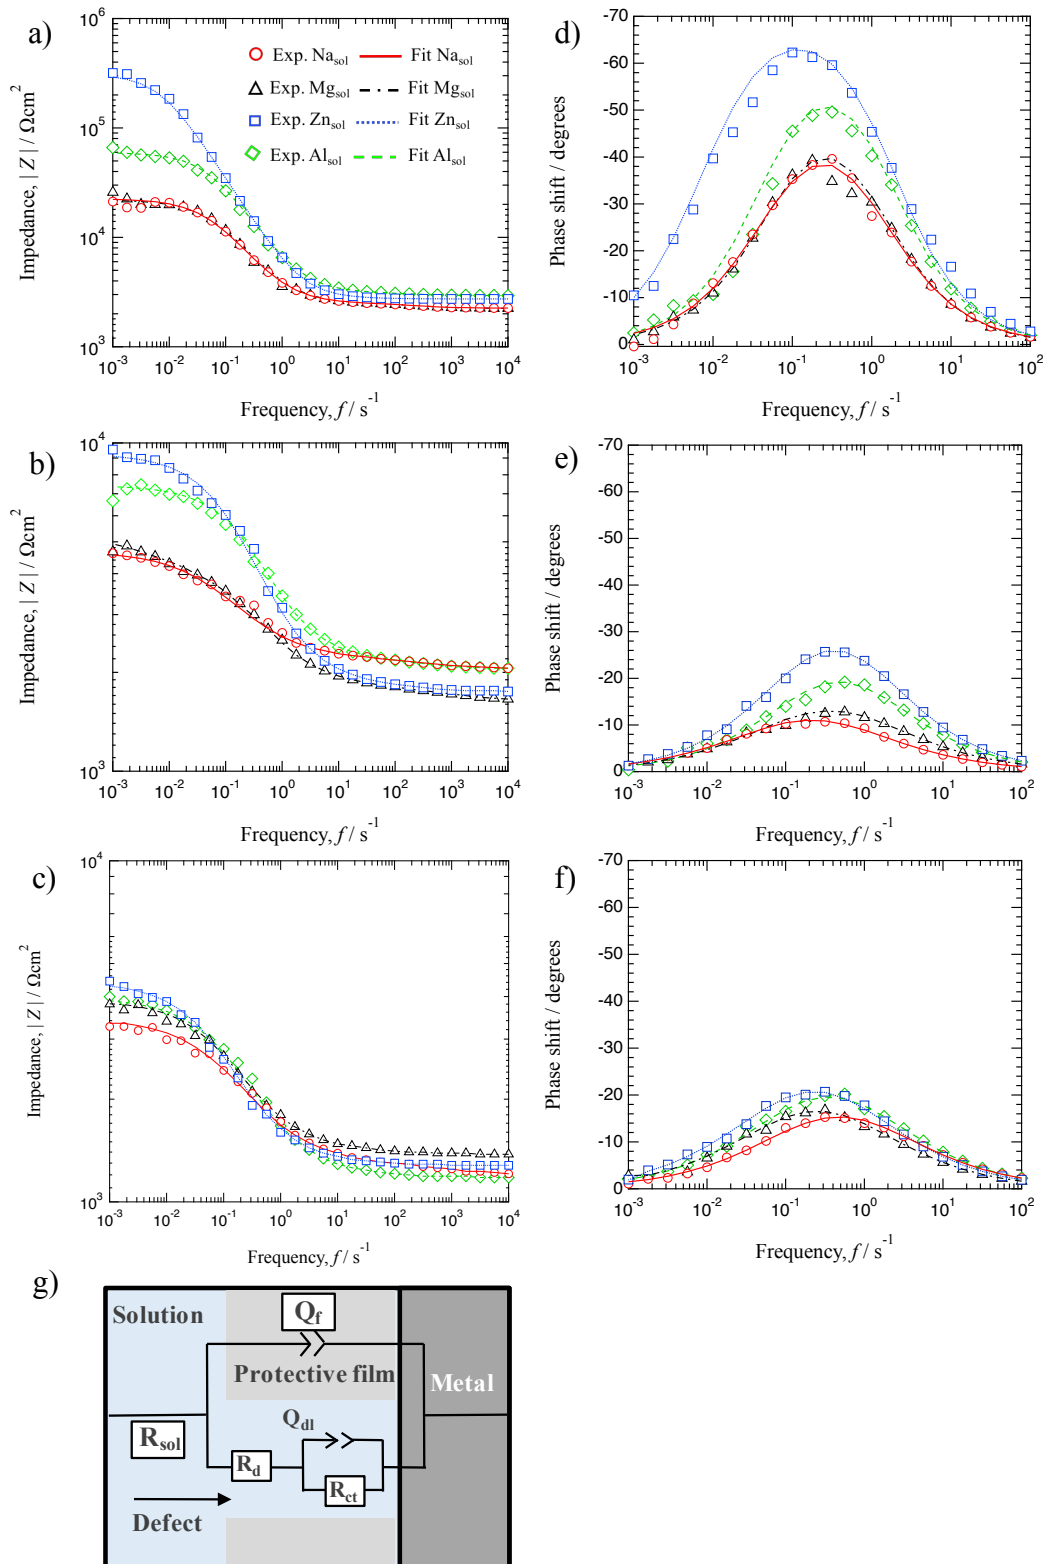 a)
10^6
10^5
10^4
10^3
Impedance, | Z | / Ωcm^2
Exp. Na_sol Fit Na_sol
Exp. Mg_sol Fit Mg_sol
Exp. Zn_sol Fit Zn_sol
Exp. Al_sol Fit Al_sol
10^-3 10^-2 10^-1 10^0 10^1 10^2 10^3 10^4
Frequency, f / s^-1
d)
-70
-60
-50
-40
-30
-20
-10
0
Phase shift / degrees
10^-3 10^-2 10^-1 10^0 10^1 10^2
Frequency, f / s^-1
b)
10^4
10^3
Impedance, | Z | / Ωcm^2
10^-3 10^-2 10^-1 10^0 10^1 10^2 10^3 10^4
Frequency, f / s^-1
e)
-70
-60
-50
-40
-30
-20
-10
0
Phase shift / degrees
10^-3 10^-2 10^-1 10^0 10^1 10^2
Frequency, f / s^-1
c)
10^4
10^3
Impedance, | Z | / Ωcm^2
10^-3 10^-2 10^-1 10^0 10^1 10^2 10^3 10^4
Frequency, f / s^-1
f)
-70
-60
-50
-40
-30
-20
-10
0
Phase shift / degrees
10^-3 10^-2 10^-1 10^0 10^1 10^2
Frequency, f / s^-1
g)
Solution
Q_f
Protective film
Metal
Q_dl
R_sol
R_d
R_ct
Defect